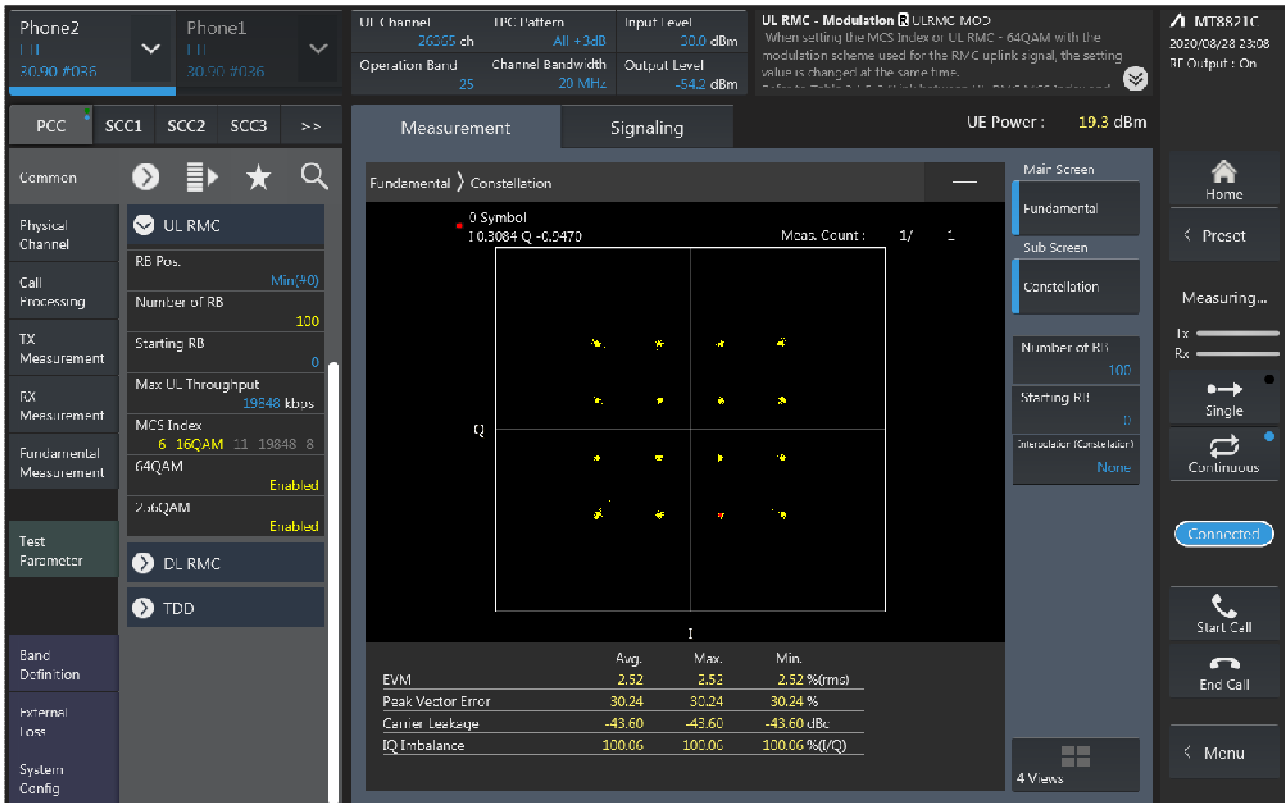 Phone2
LTE
30.90 #036
Phone1
LTE
30.90 #036
UL Channel
26365 ch
TPC Pattern
All +3dB
Input Level
30.0 dBm
Operation Band
25
Channel Bandwidth
20 MHz
Output Level
-54.2 dBm
UL RMC - Modulation R ULRMC_MOD
When setting the MCS Index or UL RMC - 64QAM with the
modulation scheme used for the RMC uplink signal, the setting
value is changed at the same time.
MT8821C
2020/08/28 23:08
RF Output : On
PCC
SCC1
SCC2
SCC3
>>
Measurement
Signaling
UE Power : 19.3 dBm
Common
Physical
Channel
Call
Processing
TX
Measurement
RX
Measurement
Fundamental
Measurement
Test
Parameter
Band
Definition
External
Loss
System
Config
UL RMC
RB Pos.
Min(#0)
Number of RB
100
Starting RB
0
Max UL Throughput
19848 kbps
MCS Index
6 16QAM 11 19848 8
64QAM
Enabled
256QAM
Enabled
DL RMC
TDD
Fundamental > Constellation
0 Symbol
I 0.3084 Q -0.9470
Meas. Count : 1/ 1
Q
I
Avg. Max. Min.
EVM 2.52 2.52 2.52 %(rms)
Peak Vector Error 30.24 30.24 30.24 %
Carrier Leakage -43.60 -43.60 -43.60 dBc
IQ Imbalance 100.06 100.06 100.06 %(I/Q)
Main Screen
Fundamental
Sub Screen
Constellation
Number of RB
100
Starting RB
0
Interpolation (Constellation)
None
4 Views
Home
< Preset
Measuring...
Tx
Rx
Single
Continuous
Connected
Start Call
End Call
< Menu